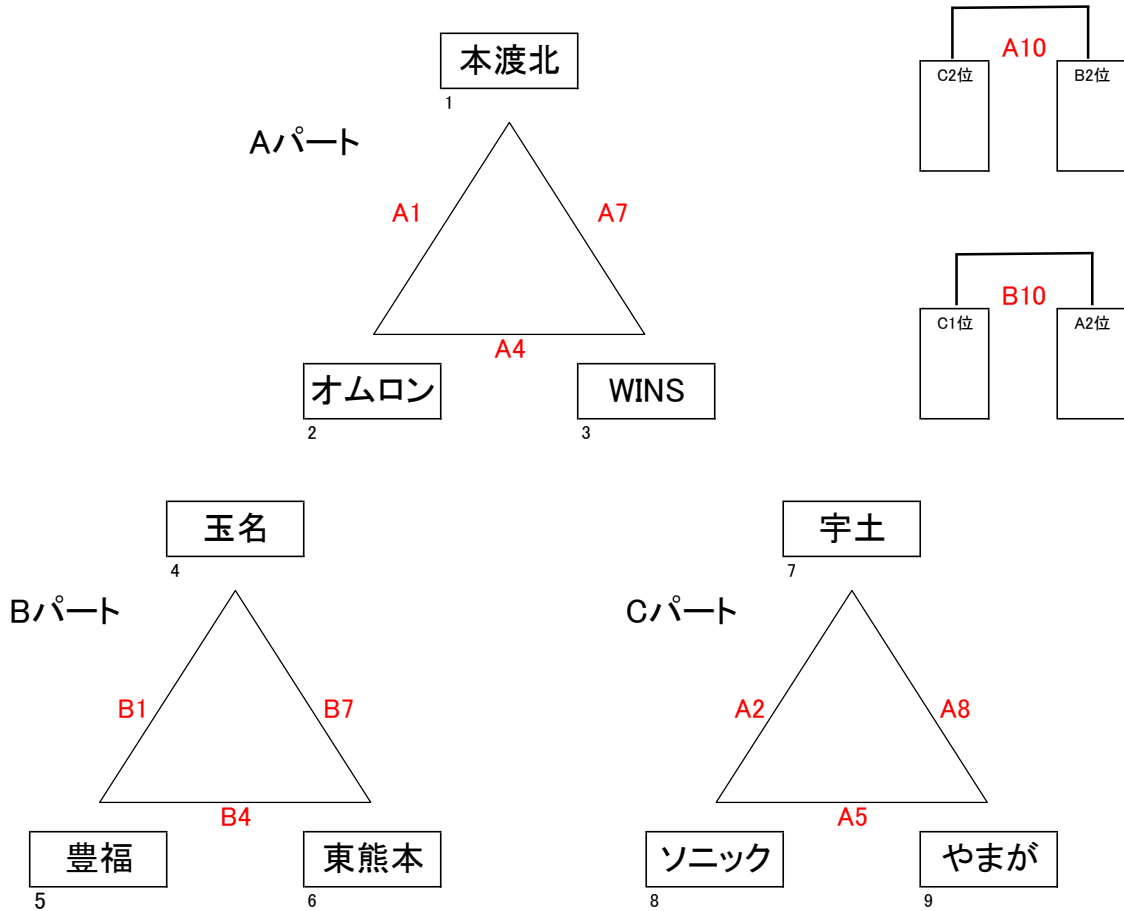 本渡北
1
Aパート
A1
A7
A4
オムロン
2
WINS
3
A10
C2位
B2位
B10
C1位
A2位
玉名
4
Bパート
B1
B7
B4
豊福
5
東熊本
6
宇土
7
Cパート
A2
A8
A5
ソニック
8
やまが
9